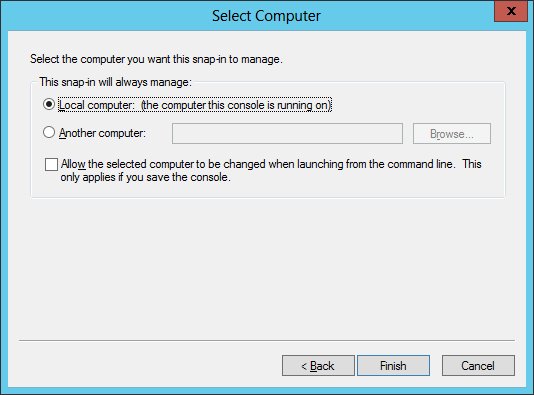 Select Computer
x
Select the computer you want this snap-in to manage.
This snap-in will always manage:
Local computer: (the computer this console is running on)
Another computer:
Browse...
Allow the selected computer to be changed when launching from the command line. This
only applies if you save the console.
< Back
Finish
Cancel